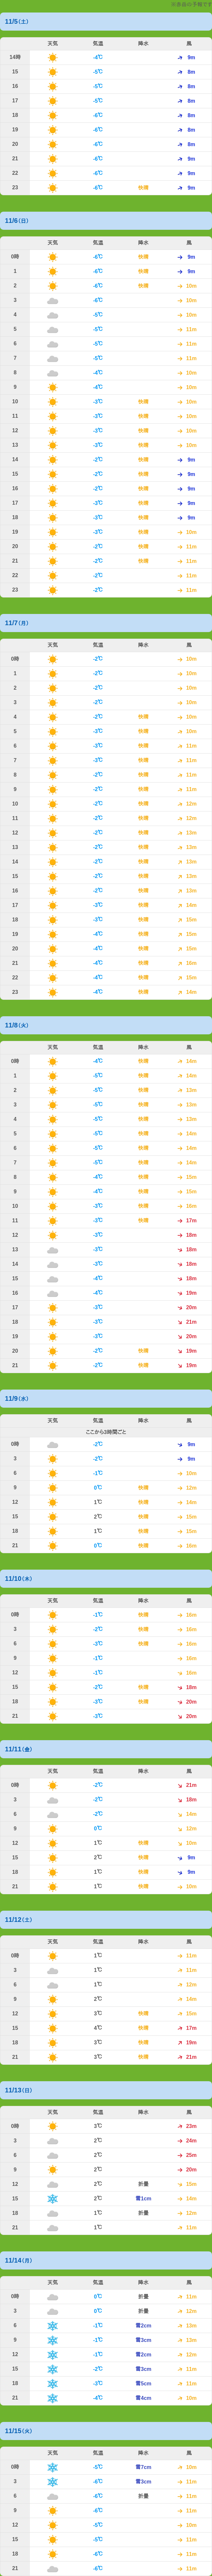 ※最新の予報です
11/5（土）
天気 気温 降水 風
14時 -4℃ 9m
15 -5℃ 8m
16 -5℃ 8m
17 -5℃ 8m
18 -6℃ 8m
19 -6℃ 8m
20 -6℃ 8m
21 -6℃ 9m
22 -6℃ 9m
23 -6℃ 快晴 9m
11/6（日）
天気 気温 降水 風
0時 -6℃ 快晴 9m
1 -6℃ 快晴 9m
2 -6℃ 快晴 10m
3 -6℃ 10m
4 -5℃ 10m
5 -5℃ 11m
6 -5℃ 11m
7 -5℃ 11m
8 -4℃ 10m
9 -4℃ 10m
10 -3℃ 快晴 10m
11 -3℃ 快晴 10m
12 -3℃ 快晴 10m
13 -3℃ 快晴 10m
14 -2℃ 快晴 9m
15 -2℃ 快晴 9m
16 -2℃ 快晴 9m
17 -3℃ 快晴 9m
18 -3℃ 快晴 9m
19 -3℃ 快晴 10m
20 -2℃ 快晴 11m
21 -2℃ 快晴 11m
22 -2℃ 11m
23 -2℃ 11m
11/7（月）
天気 気温 降水 風
0時 -2℃ 10m
1 -2℃ 10m
2 -2℃ 10m
3 -2℃ 10m
4 -2℃ 快晴 10m
5 -3℃ 快晴 10m
6 -3℃ 快晴 11m
7 -3℃ 快晴 11m
8 -2℃ 快晴 11m
9 -2℃ 快晴 11m
10 -2℃ 快晴 12m
11 -2℃ 快晴 12m
12 -2℃ 快晴 13m
13 -2℃ 快晴 13m
14 -2℃ 快晴 13m
15 -2℃ 快晴 13m
16 -2℃ 快晴 13m
17 -3℃ 快晴 14m
18 -3℃ 快晴 15m
19 -4℃ 快晴 15m
20 -4℃ 快晴 15m
21 -4℃ 快晴 16m
22 -4℃ 快晴 15m
23 -4℃ 快晴 14m
11/8（火）
天気 気温 降水 風
0時 -4℃ 快晴 14m
1 -5℃ 快晴 14m
2 -5℃ 快晴 13m
3 -5℃ 快晴 13m
4 -5℃ 快晴 13m
5 -5℃ 快晴 14m
6 -5℃ 快晴 14m
7 -5℃ 快晴 14m
8 -4℃ 快晴 15m
9 -4℃ 快晴 15m
10 -3℃ 快晴 16m
11 -3℃ 快晴 17m
12 -3℃ 18m
13 -3℃ 18m
14 -3℃ 18m
15 -4℃ 18m
16 -4℃ 19m
17 -3℃ 20m
18 -3℃ 21m
19 -3℃ 20m
20 -2℃ 快晴 19m
21 -2℃ 快晴 19m
11/9（水）
天気 気温 降水 風
ここから3時間ごと
0時 -2℃ 9m
3 -2℃ 9m
6 -1℃ 10m
9 0℃ 快晴 12m
12 1℃ 快晴 14m
15 2℃ 快晴 15m
18 1℃ 快晴 15m
21 0℃ 快晴 16m
11/10（木）
天気 気温 降水 風
0時 -1℃ 快晴 16m
3 -2℃ 快晴 16m
6 -3℃ 快晴 16m
9 -1℃ 16m
12 -1℃ 16m
15 -2℃ 快晴 18m
18 -3℃ 快晴 20m
21 -3℃ 20m
11/11（金）
天気 気温 降水 風
0時 -2℃ 21m
3 -2℃ 18m
6 -2℃ 14m
9 0℃ 12m
12 1℃ 快晴 10m
15 2℃ 快晴 9m
18 1℃ 快晴 9m
21 1℃ 快晴 10m
11/12（土）
天気 気温 降水 風
0時 1℃ 11m
3 1℃ 11m
6 1℃ 12m
9 2℃ 14m
12 3℃ 快晴 15m
15 4℃ 快晴 17m
18 3℃ 快晴 19m
21 3℃ 快晴 21m
11/13（日）
天気 気温 降水 風
0時 3℃ 23m
3 2℃ 24m
6 2℃ 25m
9 2℃ 20m
12 2℃ 折曇 15m
15 2℃ 雪1cm 14m
18 1℃ 折曇 12m
21 1℃ 11m
11/14（月）
天気 気温 降水 風
0時 0℃ 折曇 11m
3 0℃ 折曇 12m
6 -1℃ 雪2cm 13m
9 -1℃ 雪3cm 13m
12 -1℃ 雪2cm 12m
15 -2℃ 雪3cm 11m
18 -3℃ 雪5cm 11m
21 -4℃ 雪4cm 10m
11/15（火）
天気 気温 降水 風
0時 -5℃ 雪7cm 10m
3 -6℃ 雪3cm 11m
6 -6℃ 折曇 11m
9 -6℃ 11m
12 -5℃ 10m
15 -5℃ 11m
18 -6℃ 11m
21 -6℃ 11m